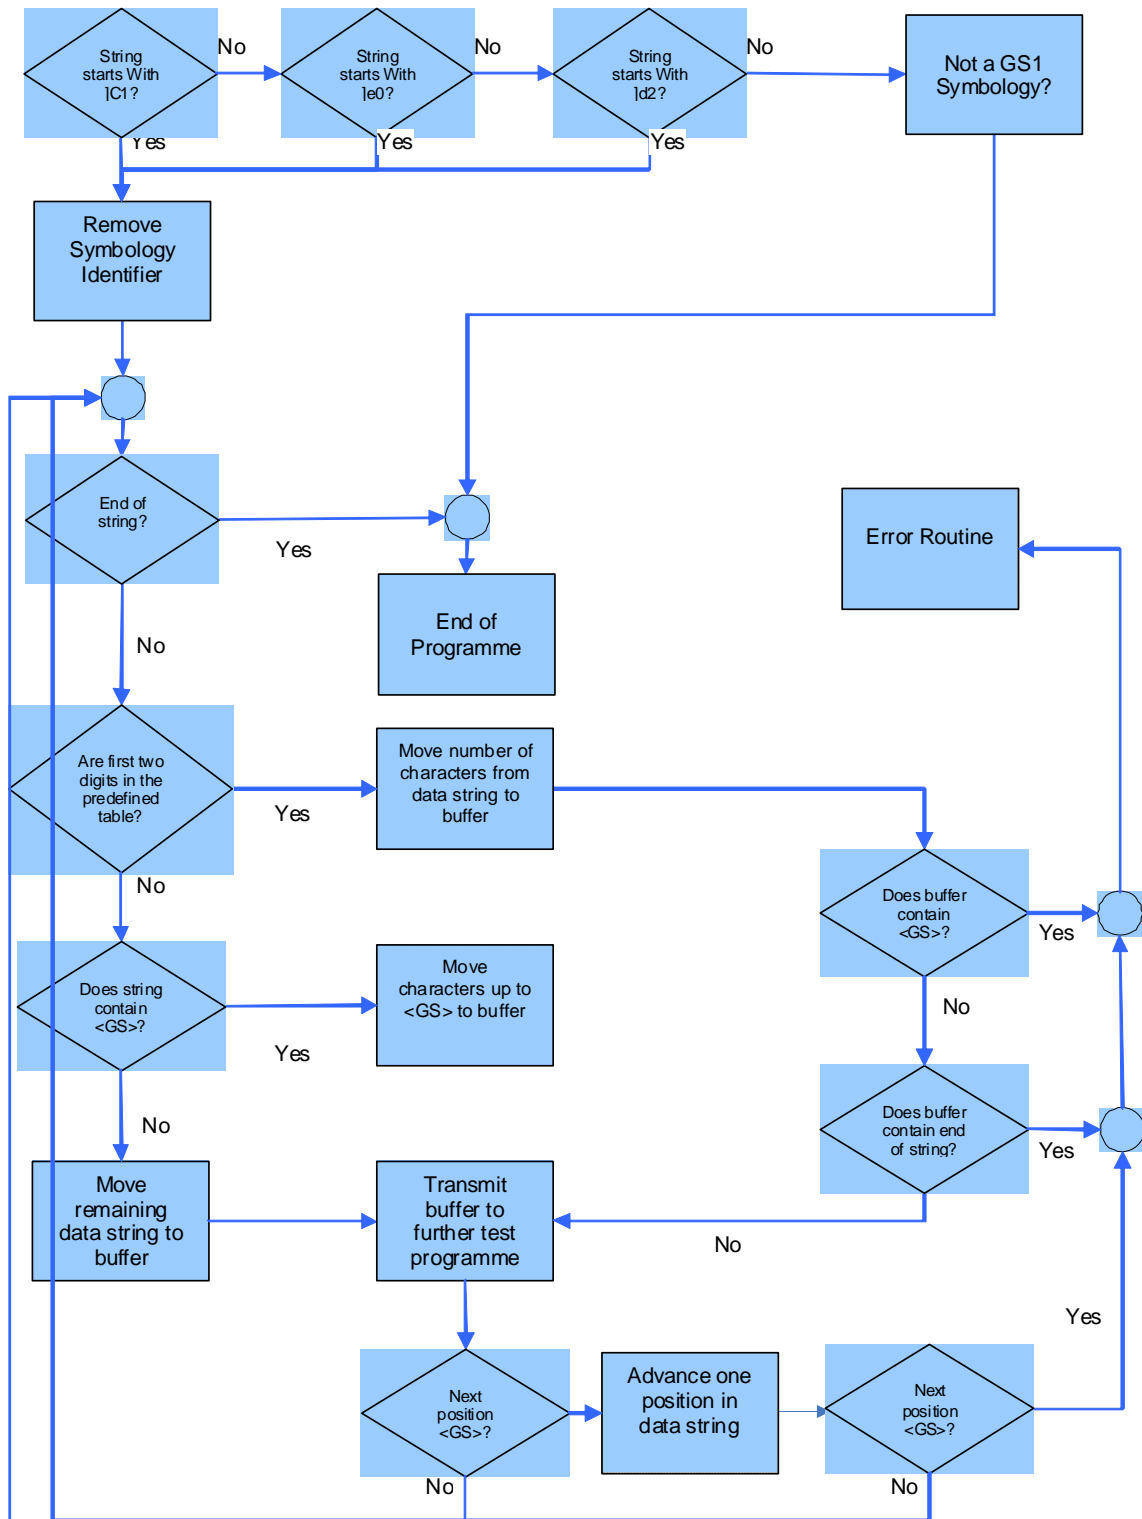 String
starts With
]C1?
No
String
starts With
]e0?
No
String
starts With
]d2?
No
Not a GS1
Symbology?
Yes
Yes
Yes
Remove
Symbology
Identifier
End of
string?
Yes
No
End of
Programme
Error Routine
Are first two
digits in the
predefined
table?
Yes
No
Move number of
characters from
data string to
buffer
Does buffer
contain
<GS>?
Yes
No
Does string
contain
<GS>?
Yes
No
Move
characters up to
<GS> to buffer
Does buffer
contain end
of string?
Yes
No
Move
remaining
data string to
buffer
Transmit
buffer to
further test
programme
Yes
Next
position
<GS>?
No
Advance one
position in
data string
Next
position
<GS>?
No